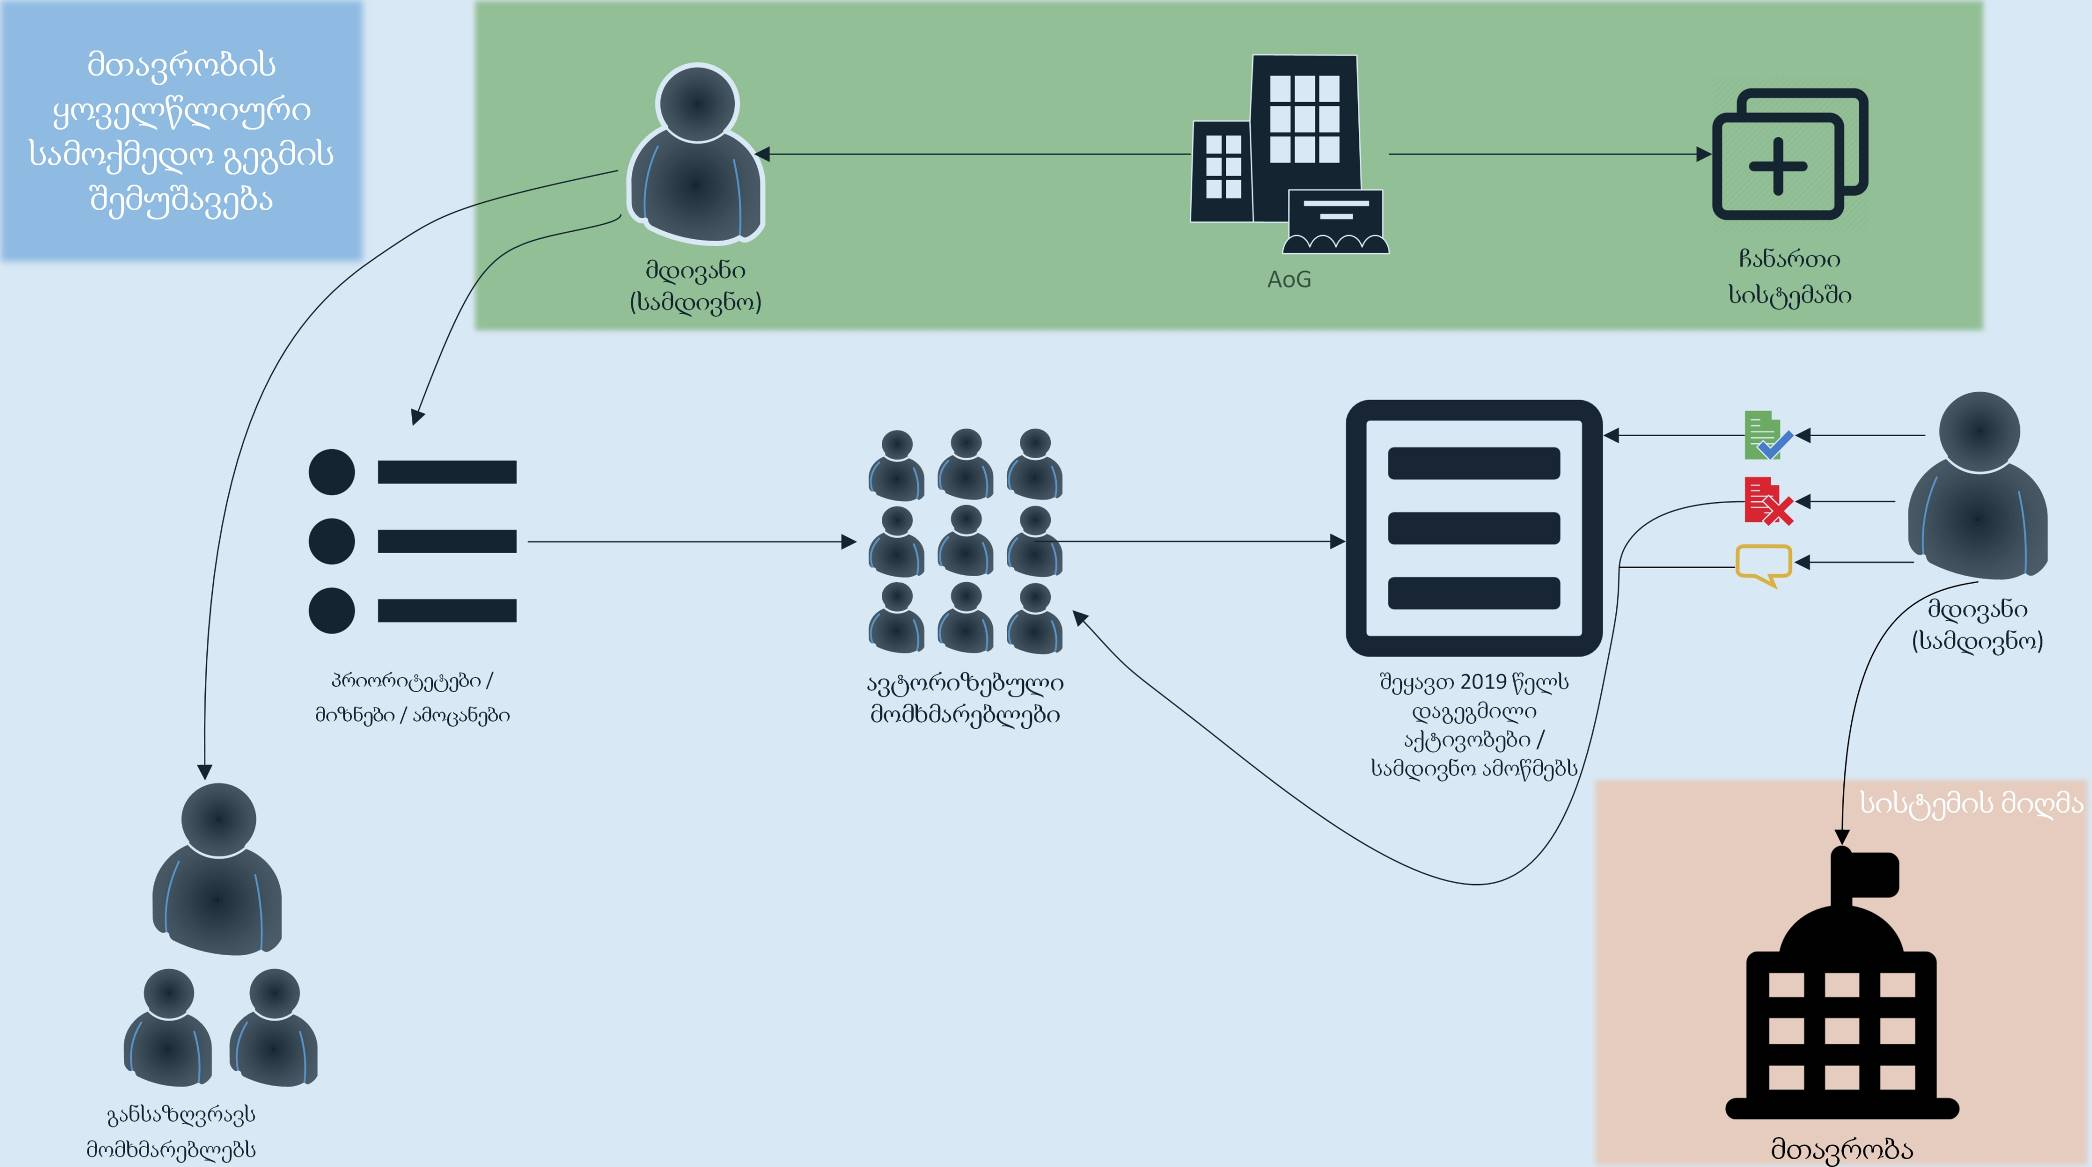 მთავრობის
ყოველწლიური
სამოქმედო გეგმის
შემუშავება
მდივანი
(სამდივნო)
AoG
ჩანართი
სისტემაში
პრიორიტეტები /
მიზნები / ამოცანები
ავტორიზებული
მომხმარებლები
შეყავთ 2019 წელს
დაგეგმილი
აქტივობები /
სამდივნო ამოწმებს
მდივანი
(სამდივნო)
სისტემის მიღმა
მთავრობა
განსაზღვრავს
მომხმარებლებს